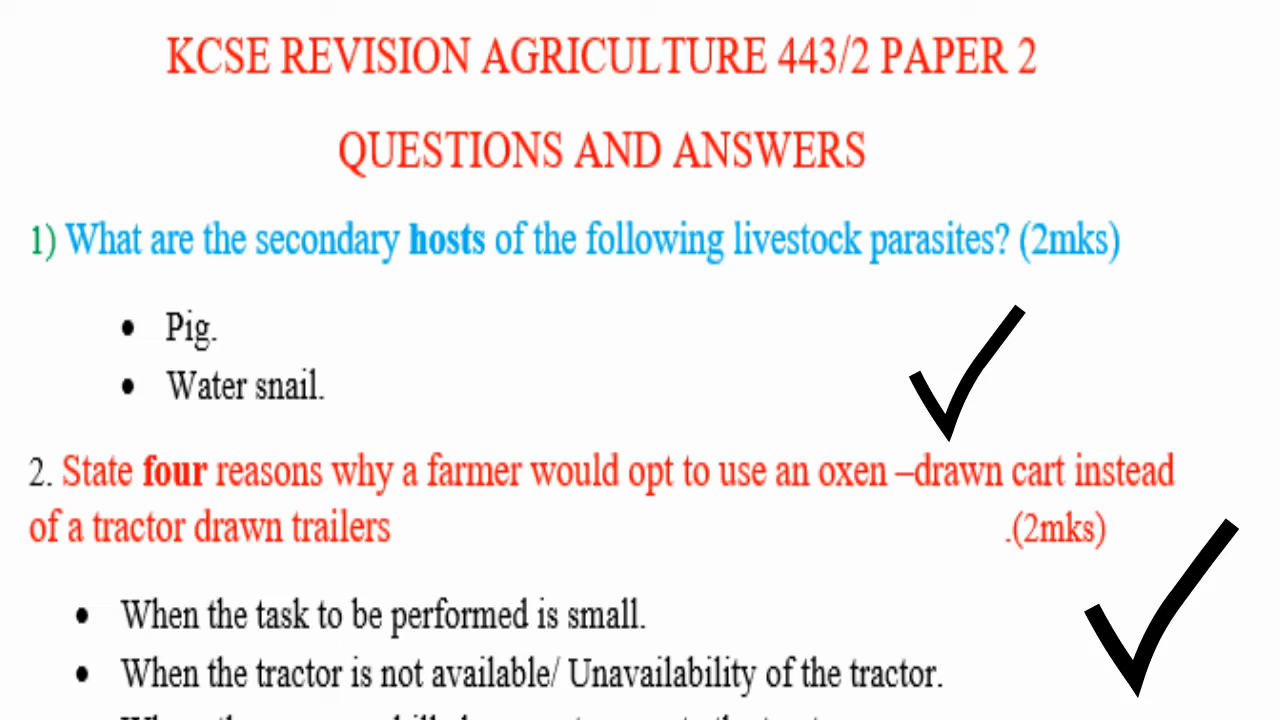 KCSE REVISION AGRICULTURE 443/2 PAPER 2
QUESTIONS AND ANSWERS
1) What are the secondary hosts of the following livestock parasites? (2mks)
• Pig.
• Water snail.
2. State four reasons why a farmer would opt to use an oxen –drawn cart instead
of a tractor drawn trailers .(2mks)
• When the task to be performed is small.
• When the tractor is not available/ Unavailability of the tractor.